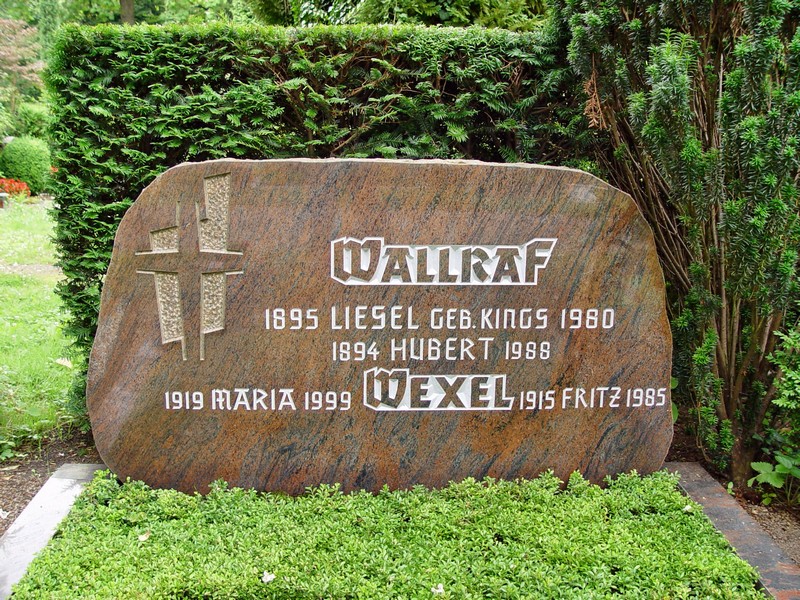 WALLRAF
1895 LIESEL GEB. KINGS 1980
1894 HUBERT 1988
1919 MARIA 1999 WEXEL 1915 FRITZ 1985